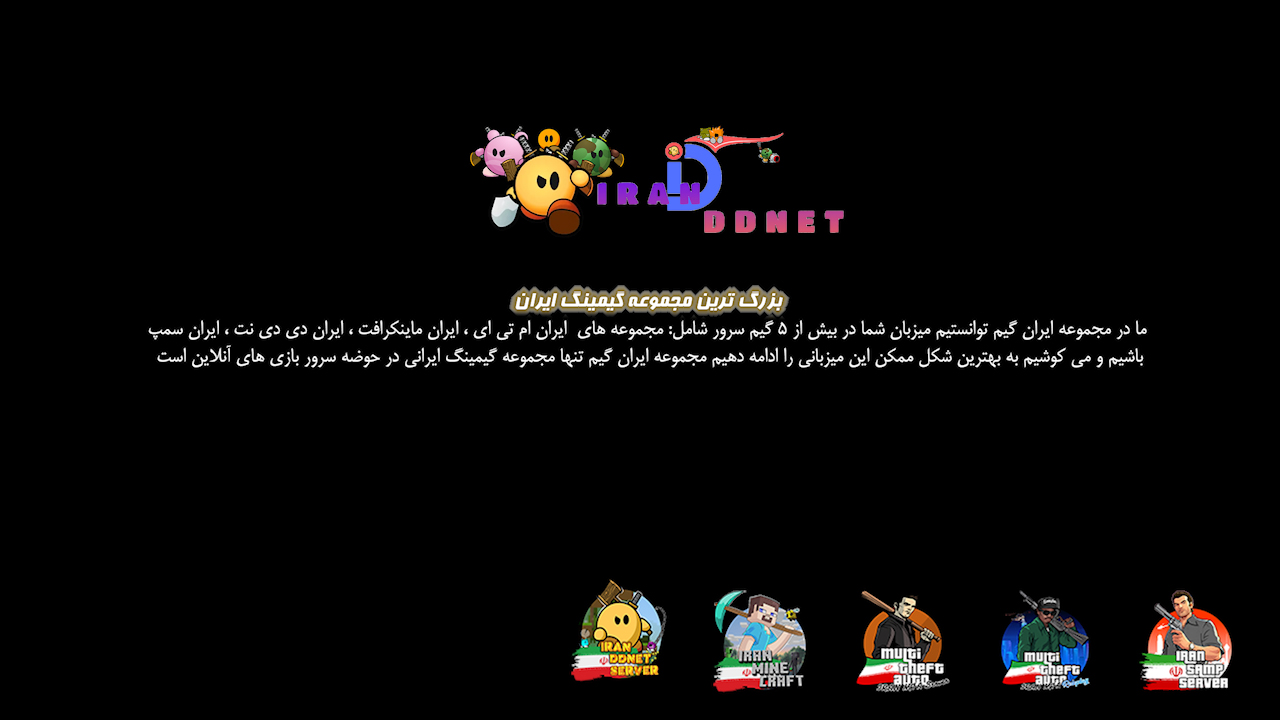 IRAN
DDNET
بزرگ ترین مجموعه گیمینگ ایران
ما در مجموعه ایران گیم توانستیم میزبان شما در بیش از ۵ گیم سرور شامل: مجموعه های ایران ام تی ای ، ایران ماینکرافت ، ایران دی دی نت ، ایران سمپ
باشیم و می کوشیم به بهترین شکل ممکن این میزبانی را ادامه دهیم مجموعه ایران گیم تنها مجموعه گیمینگ ایرانی در حوضه سرور بازی های آنلاین است
IRAN
DDNET
SERVER
IRAN
MINE
CRAFT
MULTI
theft
auto
MULTI
theft
auto
IRAN
SAMP
SERVER